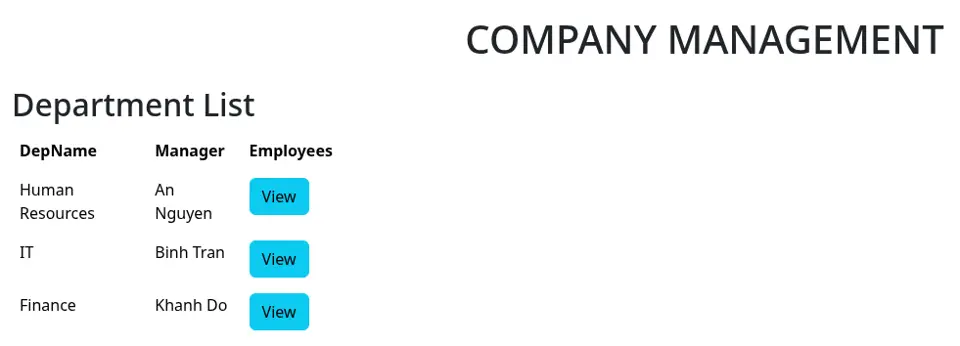 COMPANY MANAGEMENT
Department List
DepName Manager Employees
Human An View
Resources Nguyen
IT Binh Tran View
Finance Khanh Do View